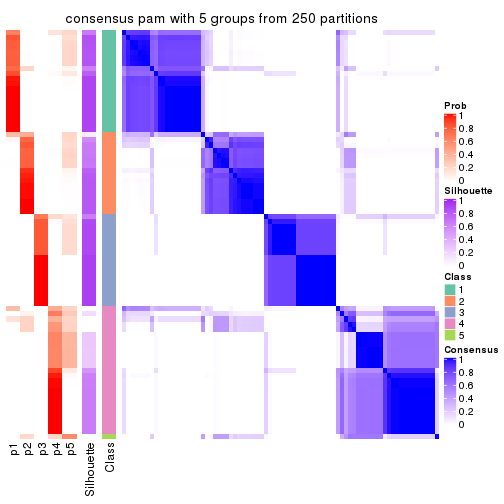 consensus pam with 5 groups from 250 partitions
Prob
1
0.8
0.6
0.4
0.2
0
Silhouette
1
0.8
0.6
0.4
0.2
0
Class
1
2
3
4
5
Consensus
1
0.8
0.6
0.4
0.2
0
p1
p2
p3
p4
p5
Silhouette
Class